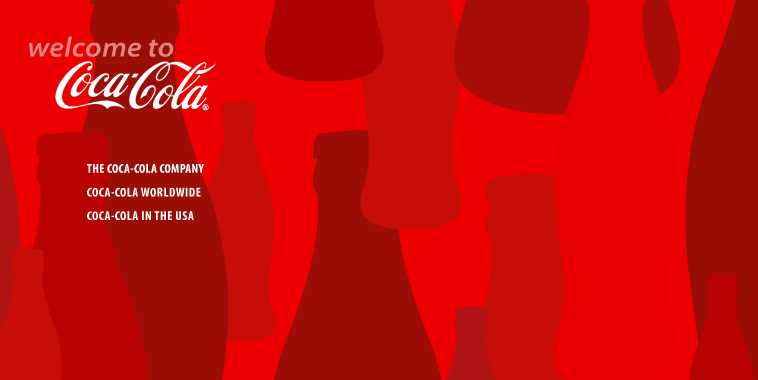 welcome to
Coca-Cola®
THE COCA-COLA COMPANY
COCA-COLA WORLDWIDE
COCA-COLA IN THE USA